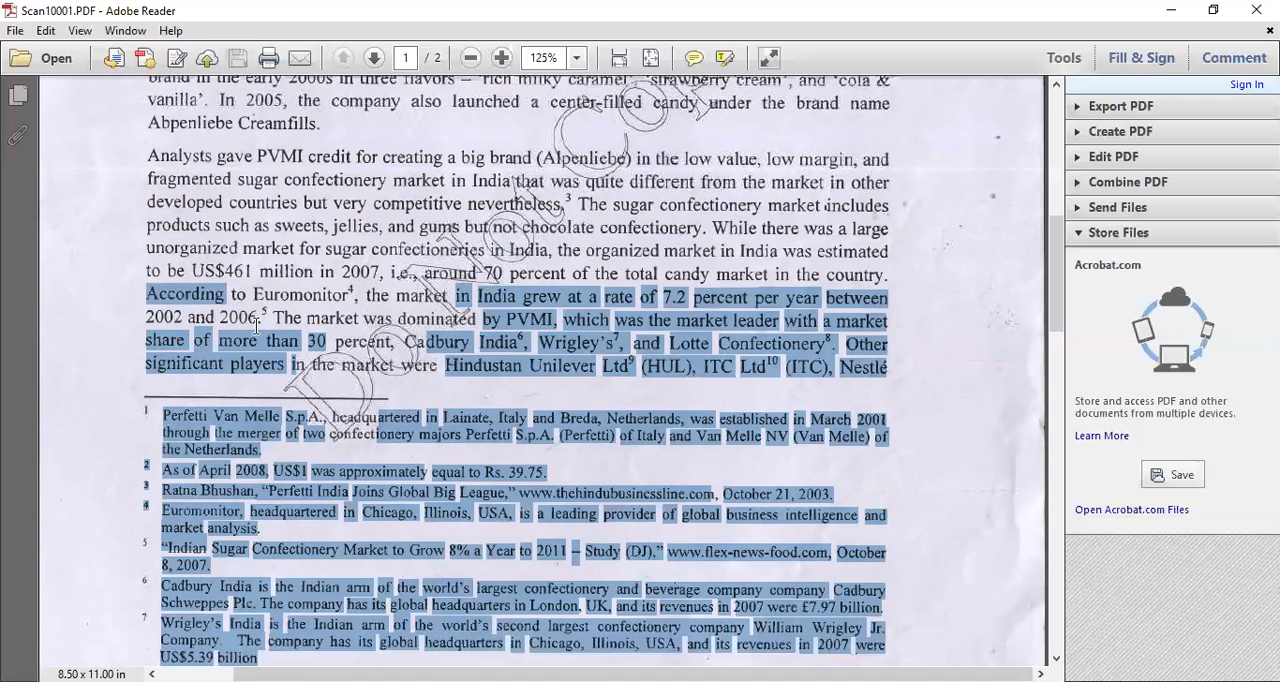 Scan10001.PDF - Adobe Reader
File Edit View Window Help
Open 1 / 2 125% Tools Fill & Sign Comment
Sign In
Export PDF
Create PDF
Edit PDF
Combine PDF
Send Files
Store Files
Acrobat.com
Store and access PDF and other
documents from multiple devices.
Learn More
Save
Open Acrobat.com Files
brand in the early 2000s in three flavors – 'rich milky caramel', 'strawberry cream', and 'cola &
vanilla'. In 2005, the company also launched a center-filled candy under the brand name
Abpenliebe Creamfills.
Analysts gave PVMI credit for creating a big brand (Alpenliebe) in the low value, low margin, and
fragmented sugar confectionery market in India that was quite different from the market in other
developed countries but very competitive nevertheless.3 The sugar confectionery market includes
products such as sweets, jellies, and gums but not chocolate confectionery. While there was a large
unorganized market for sugar confectioneries in India, the organized market in India was estimated
to be US$461 million in 2007, i.e., around 70 percent of the total candy market in the country.
According to Euromonitor4, the market in India grew at a rate of 7.2 percent per year between
2002 and 2006.5 The market was dominated by PVMI, which was the market leader with a market
share of more than 30 percent, Cadbury India6, Wrigley's7, and Lotte Confectionery8. Other
significant players in the market were Hindustan Unilever Ltd9 (HUL), ITC Ltd10 (ITC), Nestlé
1 Perfetti Van Melle S.p.A., headquartered in Lainate, Italy and Breda, Netherlands, was established in March 2001
through the merger of two confectionery majors Perfetti S.p.A. (Perfetti) of Italy and Van Melle NV (Van Melle) of
the Netherlands.
2 As of April 2008, US$1 was approximately equal to Rs. 39.75.
3 Ratna Bhushan, "Perfetti India Joins Global Big League," www.thehindubusinessline.com, October 21, 2003.
4 Euromonitor, headquartered in Chicago, Illinois, USA, is a leading provider of global business intelligence and
market analysis.
5 "Indian Sugar Confectionery Market to Grow 8% a Year to 2011 – Study (DJ)," www.flex-news-food.com, October
8, 2007.
6 Cadbury India is the Indian arm of the world's largest confectionery and beverage company company Cadbury
Schweppes Plc. The company has its global headquarters in London, UK, and its revenues in 2007 were £7.97 billion.
7 Wrigley's India is the Indian arm of the world's second largest confectionery company William Wrigley Jr.
Company. The company has its global headquarters in Chicago, Illinois, USA, and its revenues in 2007 were
US$5.39 billion
Do Not Cop
8.50 x 11.00 in